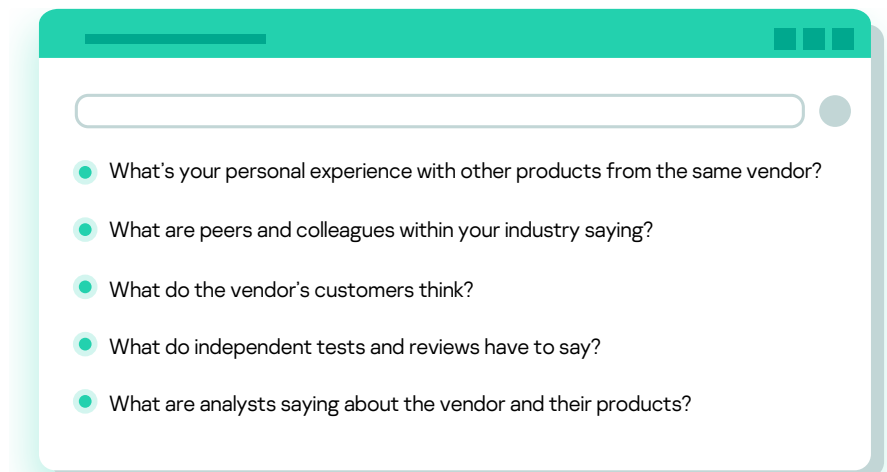 What's your personal experience with other products from the same vendor?
What are peers and colleagues within your industry saying?
What do the vendor's customers think?
What do independent tests and reviews have to say?
What are analysts saying about the vendor and their products?